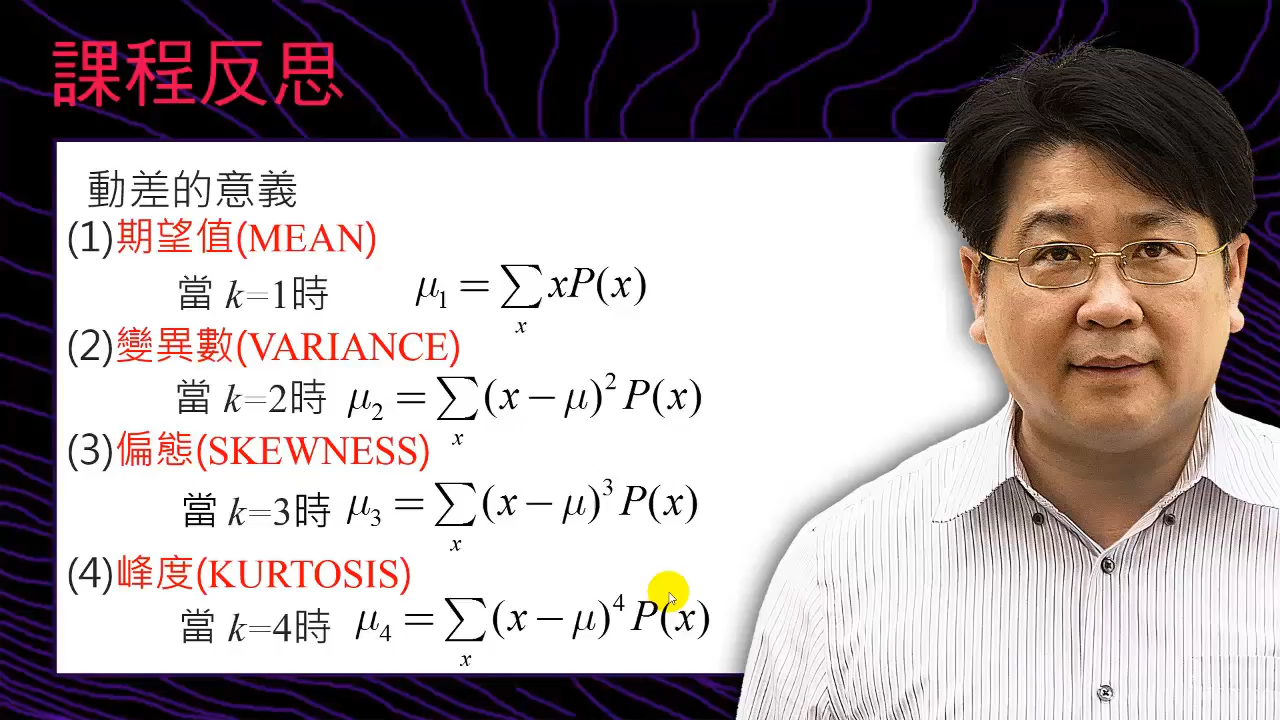 課程反思
動差的意義
(1)期望值(MEAN)
當 k=1時 μ₁ = ∑ₓ xP(x)
(2)變異數(VARIANCE)
當 k=2時 μ₂ = ∑ₓ (x − μ)² P(x)
(3)偏態(SKEWNESS)
當 k=3時 μ₃ = ∑ₓ (x − μ)³ P(x)
(4)峰度(KURTOSIS)
當 k=4時 μ₄ = ∑ₓ (x − μ)⁴ P(x)